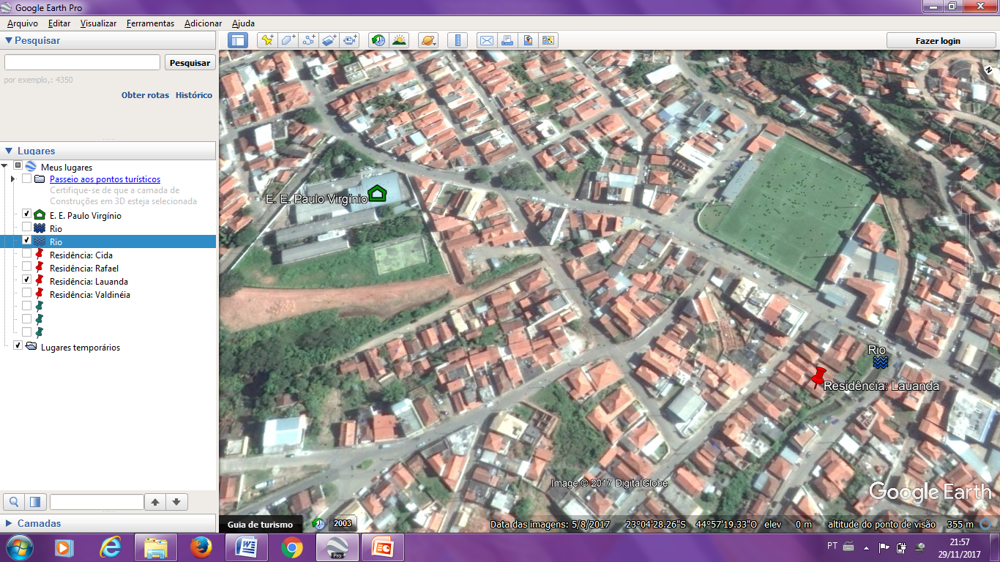 Google Earth Pro
Arquivo Editar Visualizar Ferramentas Adicionar Ajuda
Pesquisar
Fazer login
Pesquisar
por exemplo,: 4350
Obter rotas Histórico
N
Lugares
Meus lugares
Passeio aos pontos turísticos
Certifique-se de que a camada de
Construções em 3D esteja selecionada
E. E. Paulo Virgínio
Rio
Rio
Residência: Cida
Residência: Rafael
Residência: Lauanda
Residência: Valdinéia
Lugares temporários
E. E. Paulo Virgínio
Rio
Residência: Lauanda
Image © 2017 DigitalGlobe
Google Earth
Camadas
Guia de turismo
2003
Data das imagens: 5/8/2017 23°04'28.26"S 44°57'19.33"O elev 0 m altitude do ponto de visão 355 m
Pro
PT
21:57
29/11/2017